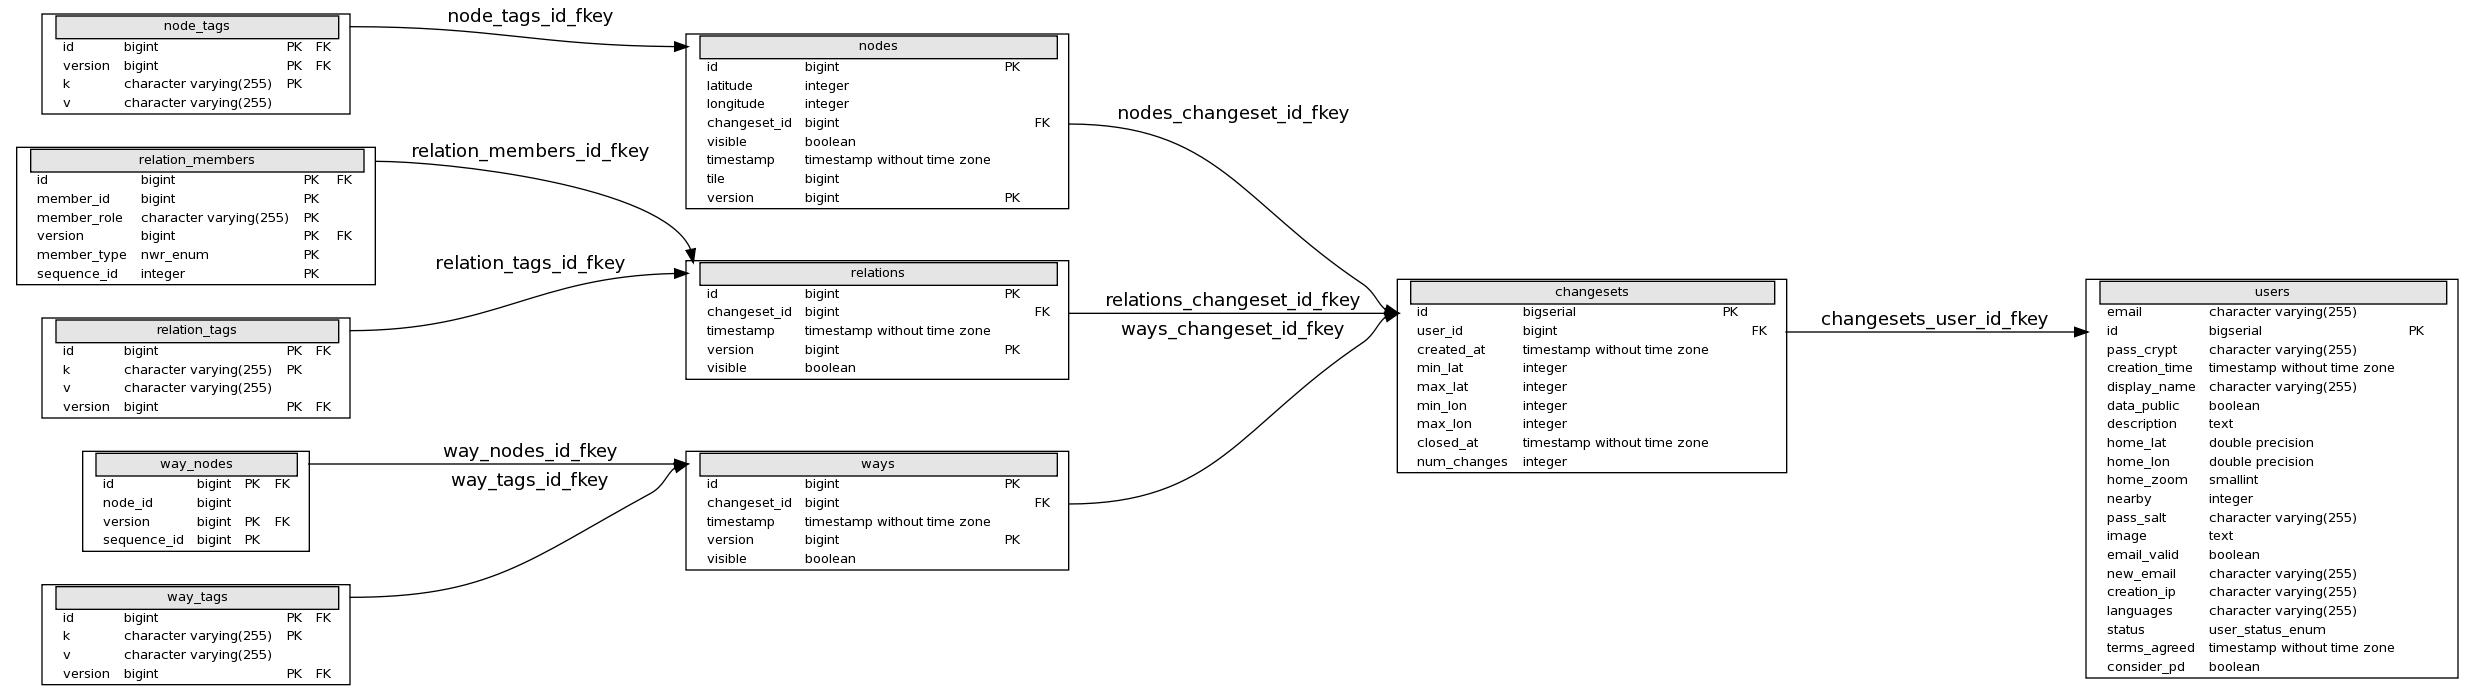 node_tags
id bigint PK FK
version bigint PK FK
k character varying(255) PK
v character varying(255)
node_tags_id_fkey
relation_members
id bigint PK FK
member_id bigint PK
member_role character varying(255) PK
version bigint PK FK
member_type nwr_enum PK
sequence_id integer PK
relation_members_id_fkey
relation_tags
id bigint PK FK
k character varying(255) PK
v character varying(255)
version bigint PK FK
relation_tags_id_fkey
way_nodes
id bigint PK FK
node_id bigint
version bigint PK FK
sequence_id bigint PK
way_nodes_id_fkey
way_tags_id_fkey
way_tags
id bigint PK FK
k character varying(255) PK
v character varying(255)
version bigint PK FK
nodes
id bigint PK
latitude integer
longitude integer
changeset_id bigint FK
visible boolean
timestamp timestamp without time zone
tile bigint
version bigint PK
nodes_changeset_id_fkey
relations
id bigint PK
changeset_id bigint FK
timestamp timestamp without time zone
version bigint PK
visible boolean
relations_changeset_id_fkey
ways_changeset_id_fkey
ways
id bigint PK
changeset_id bigint FK
timestamp timestamp without time zone
version bigint PK
visible boolean
changesets
id bigserial PK
user_id bigint FK
created_at timestamp without time zone
min_lat integer
max_lat integer
min_lon integer
max_lon integer
closed_at timestamp without time zone
num_changes integer
changesets_user_id_fkey
users
email character varying(255)
id bigserial PK
pass_crypt character varying(255)
creation_time timestamp without time zone
display_name character varying(255)
data_public boolean
description text
home_lat double precision
home_lon double precision
home_zoom smallint
nearby integer
pass_salt character varying(255)
image text
email_valid boolean
new_email character varying(255)
creation_ip character varying(255)
languages character varying(255)
status user_status_enum
terms_agreed timestamp without time zone
consider_pd boolean